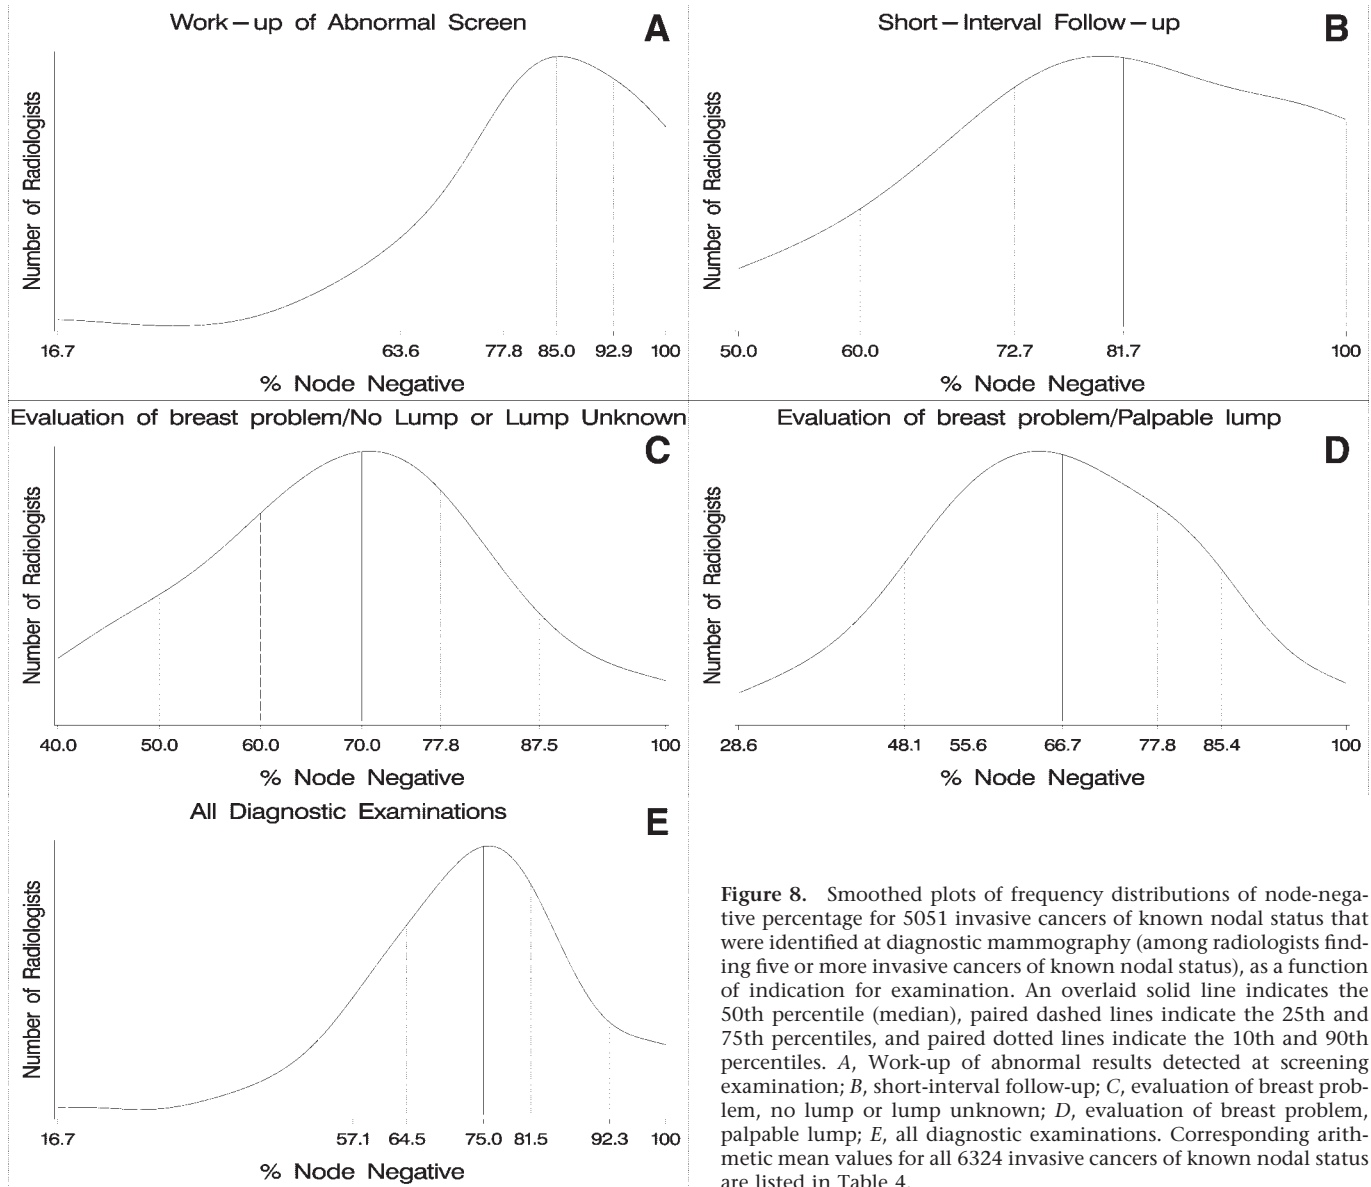 Work-up of Abnormal Screen
A
Number of Radiologists
16.7 63.6 77.8 85.0 92.9 100
% Node Negative
Short-Interval Follow-up
B
Number of Radiologists
50.0 60.0 72.7 81.7 100
% Node Negative
Evaluation of breast problem/No Lump or Lump Unknown
C
Number of Radiologists
40.0 50.0 60.0 70.0 77.8 87.5 100
% Node Negative
Evaluation of breast problem/Palpable lump
D
Number of Radiologists
28.6 48.1 55.6 66.7 77.8 85.4 100
% Node Negative
All Diagnostic Examinations
E
Number of Radiologists
16.7 57.1 64.5 75.0 81.5 92.3 100
% Node Negative
Figure 8. Smoothed plots of frequency distributions of node-nega-
tive percentage for 5051 invasive cancers of known nodal status that
were identified at diagnostic mammography (among radiologists find-
ing five or more invasive cancers of known nodal status), as a function
of indication for examination. An overlaid solid line indicates the
50th percentile (median), paired dashed lines indicate the 25th and
75th percentiles, and paired dotted lines indicate the 10th and 90th
percentiles. A, Work-up of abnormal results detected at screening
examination; B, short-interval follow-up; C, evaluation of breast prob-
lem, no lump or lump unknown; D, evaluation of breast problem,
palpable lump; E, all diagnostic examinations. Corresponding arith-
metic mean values for all 6324 invasive cancers of known nodal status
are listed in Table 4.